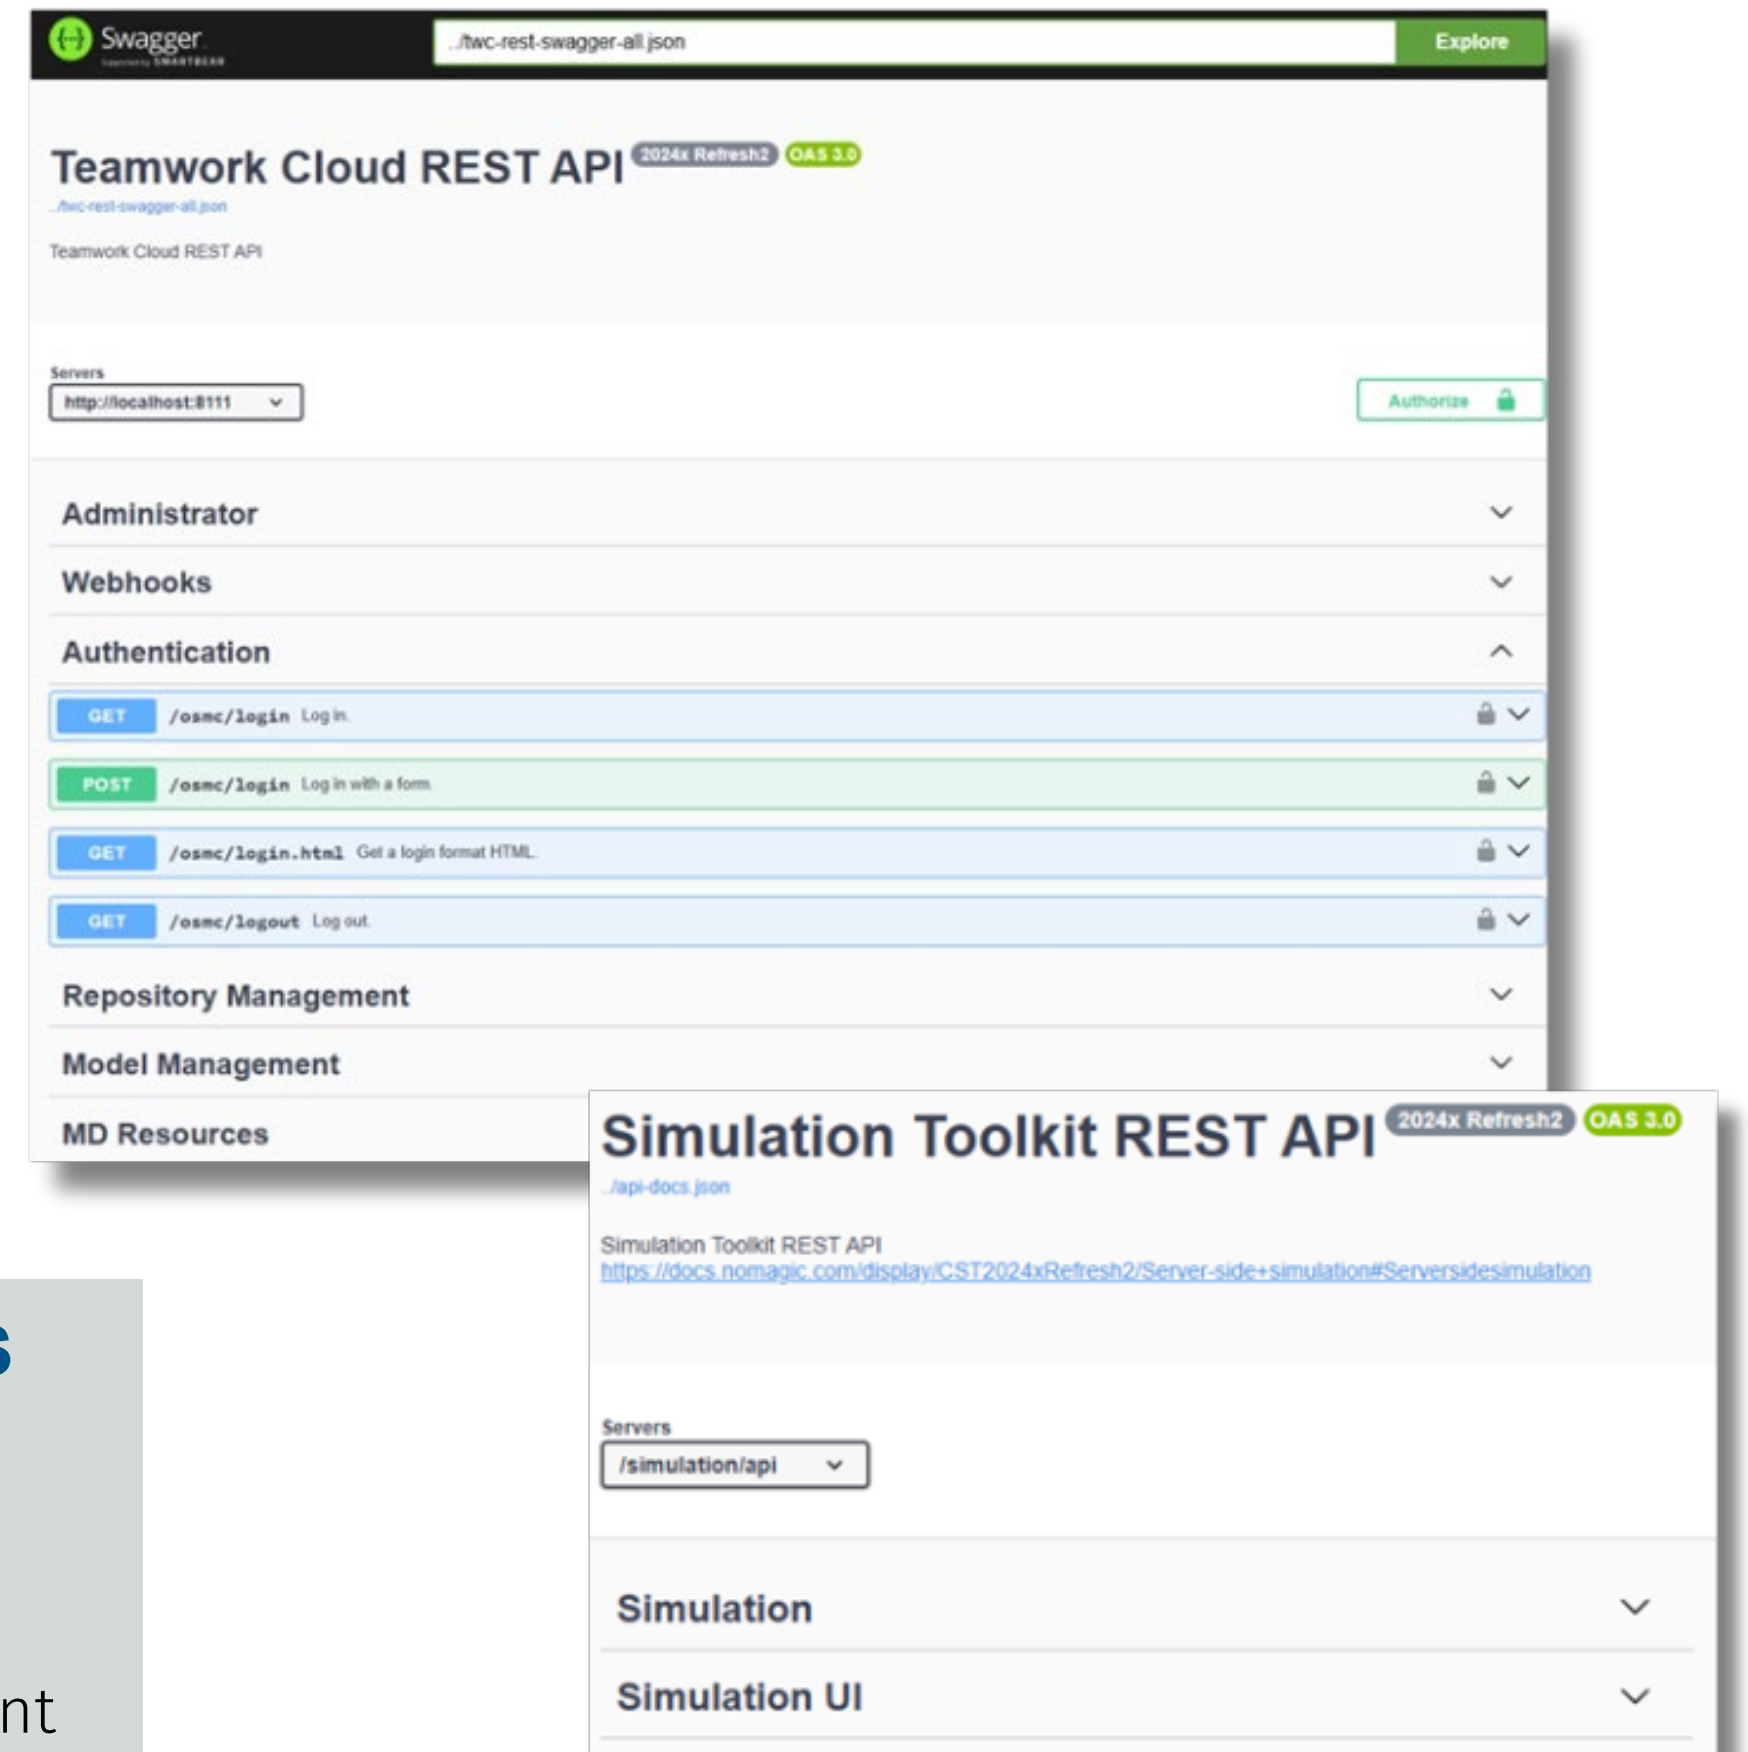 Swagger
Supported by SMARTBEAR
../twc-rest-swagger-all.json
Explore
Teamwork Cloud REST API 2024x Refresh2 OAS 3.0
../twc-rest-swagger-all.json
Teamwork Cloud REST API
Servers
http://localhost:8111
Authorize
Administrator
Webhooks
Authentication
GET /osmc/login Log in.
POST /osmc/login Log in with a form.
GET /osmc/login.html Get a login format HTML.
GET /osmc/logout Log out.
Repository Management
Model Management
MD Resources
Simulation Toolkit REST API 2024x Refresh2 OAS 3.0
../api-docs.json
Simulation Toolkit REST API
https://docs.nomagic.com/display/CST2024xRefresh2/Server-side+simulation#Serversidesimulation
Servers
/simulation/api
Simulation
Simulation UI
s
nt